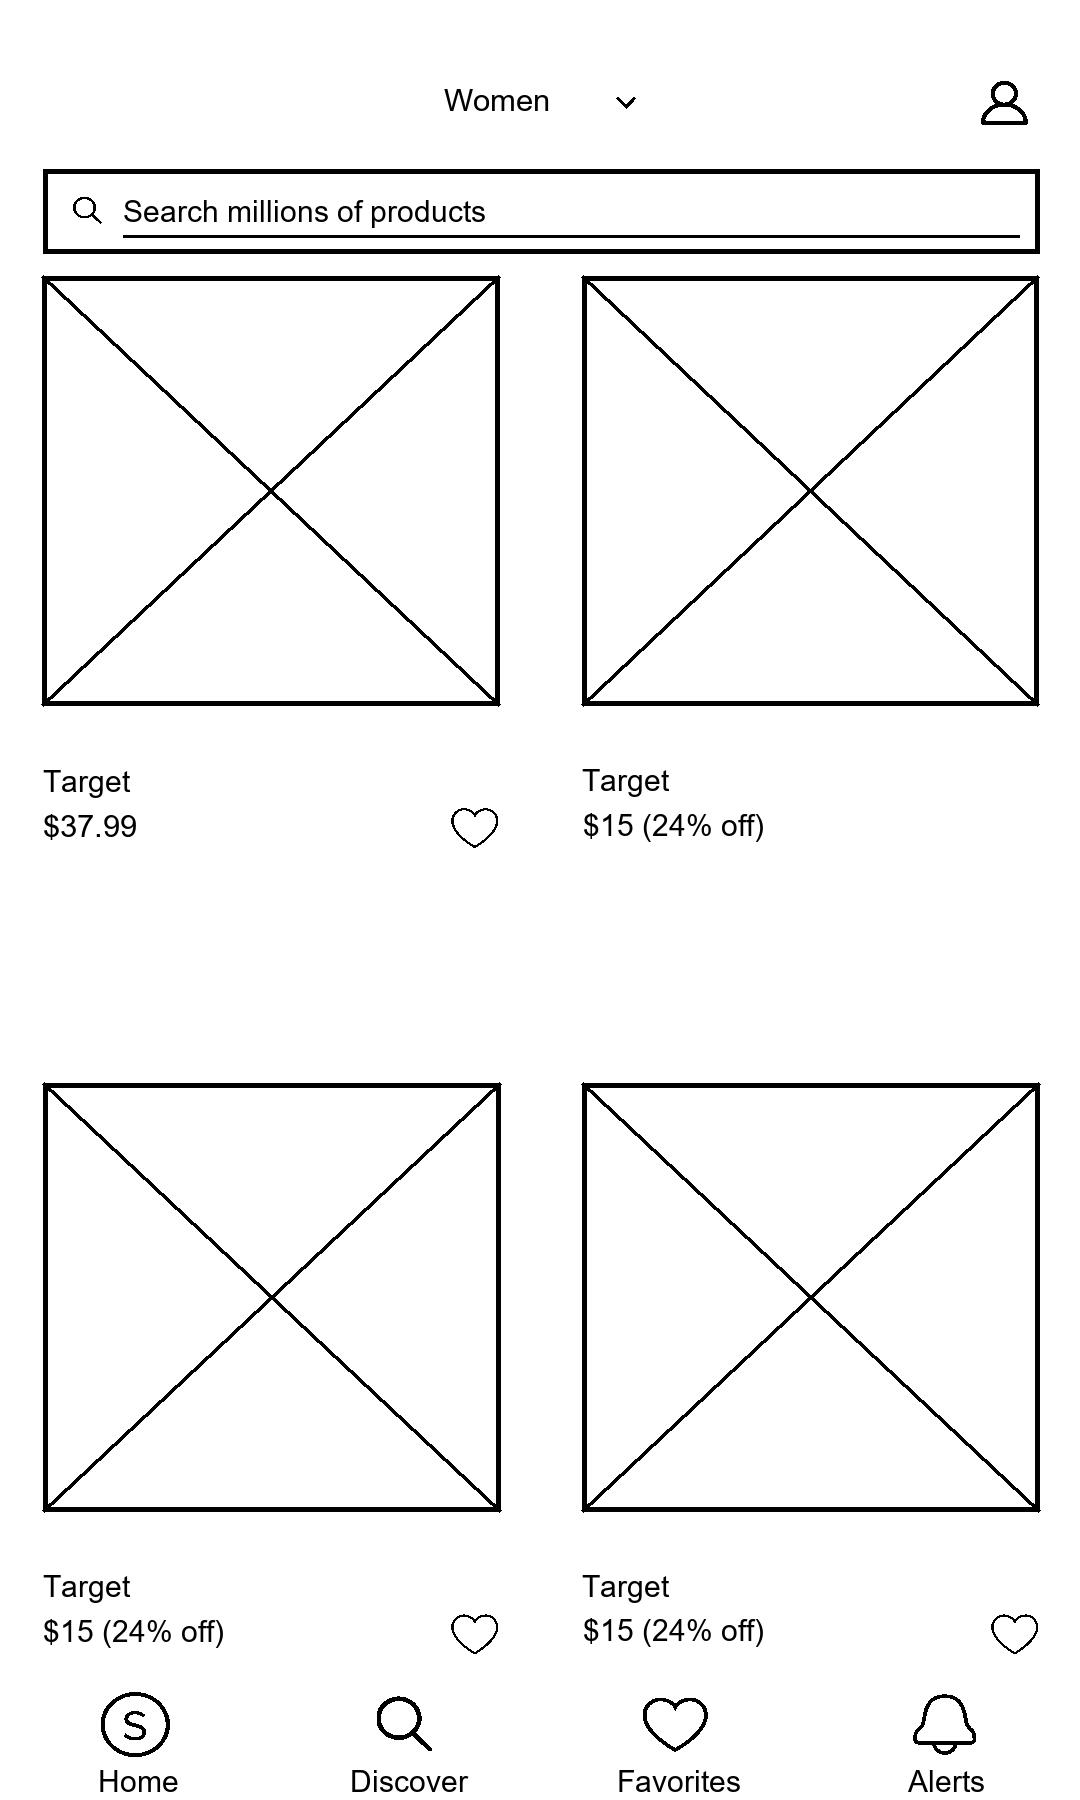 Women
Search millions of products
Target
$37.99
Target
$15 (24% off)
Target
$15 (24% off)
Target
$15 (24% off)
S
Home
Discover
Favorites
Alerts